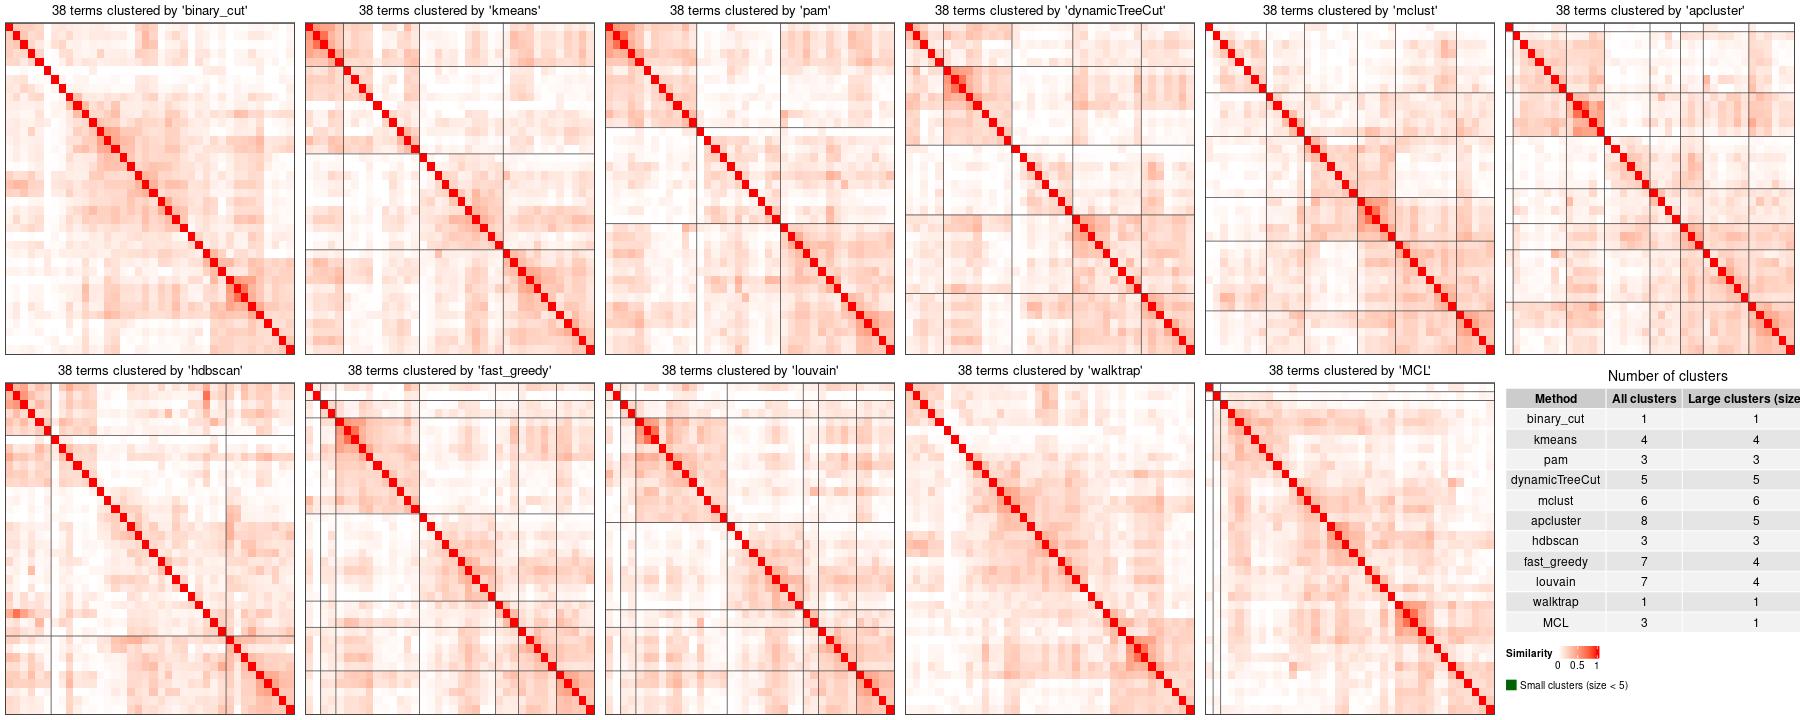 38 terms clustered by 'binary_cut'
38 terms clustered by 'kmeans'
38 terms clustered by 'pam'
38 terms clustered by 'dynamicTreeCut'
38 terms clustered by 'mclust'
38 terms clustered by 'apcluster'
38 terms clustered by 'hdbscan'
38 terms clustered by 'fast_greedy'
38 terms clustered by 'louvain'
38 terms clustered by 'walktrap'
38 terms clustered by 'MCL'
Number of clusters
Method All clusters Large clusters (size
binary_cut 1 1
kmeans 4 4
pam 3 3
dynamicTreeCut 5 5
mclust 6 6
apcluster 8 5
hdbscan 3 3
fast_greedy 7 4
louvain 7 4
walktrap 1 1
MCL 3 1
Similarity
0 0.5 1
Small clusters (size < 5)